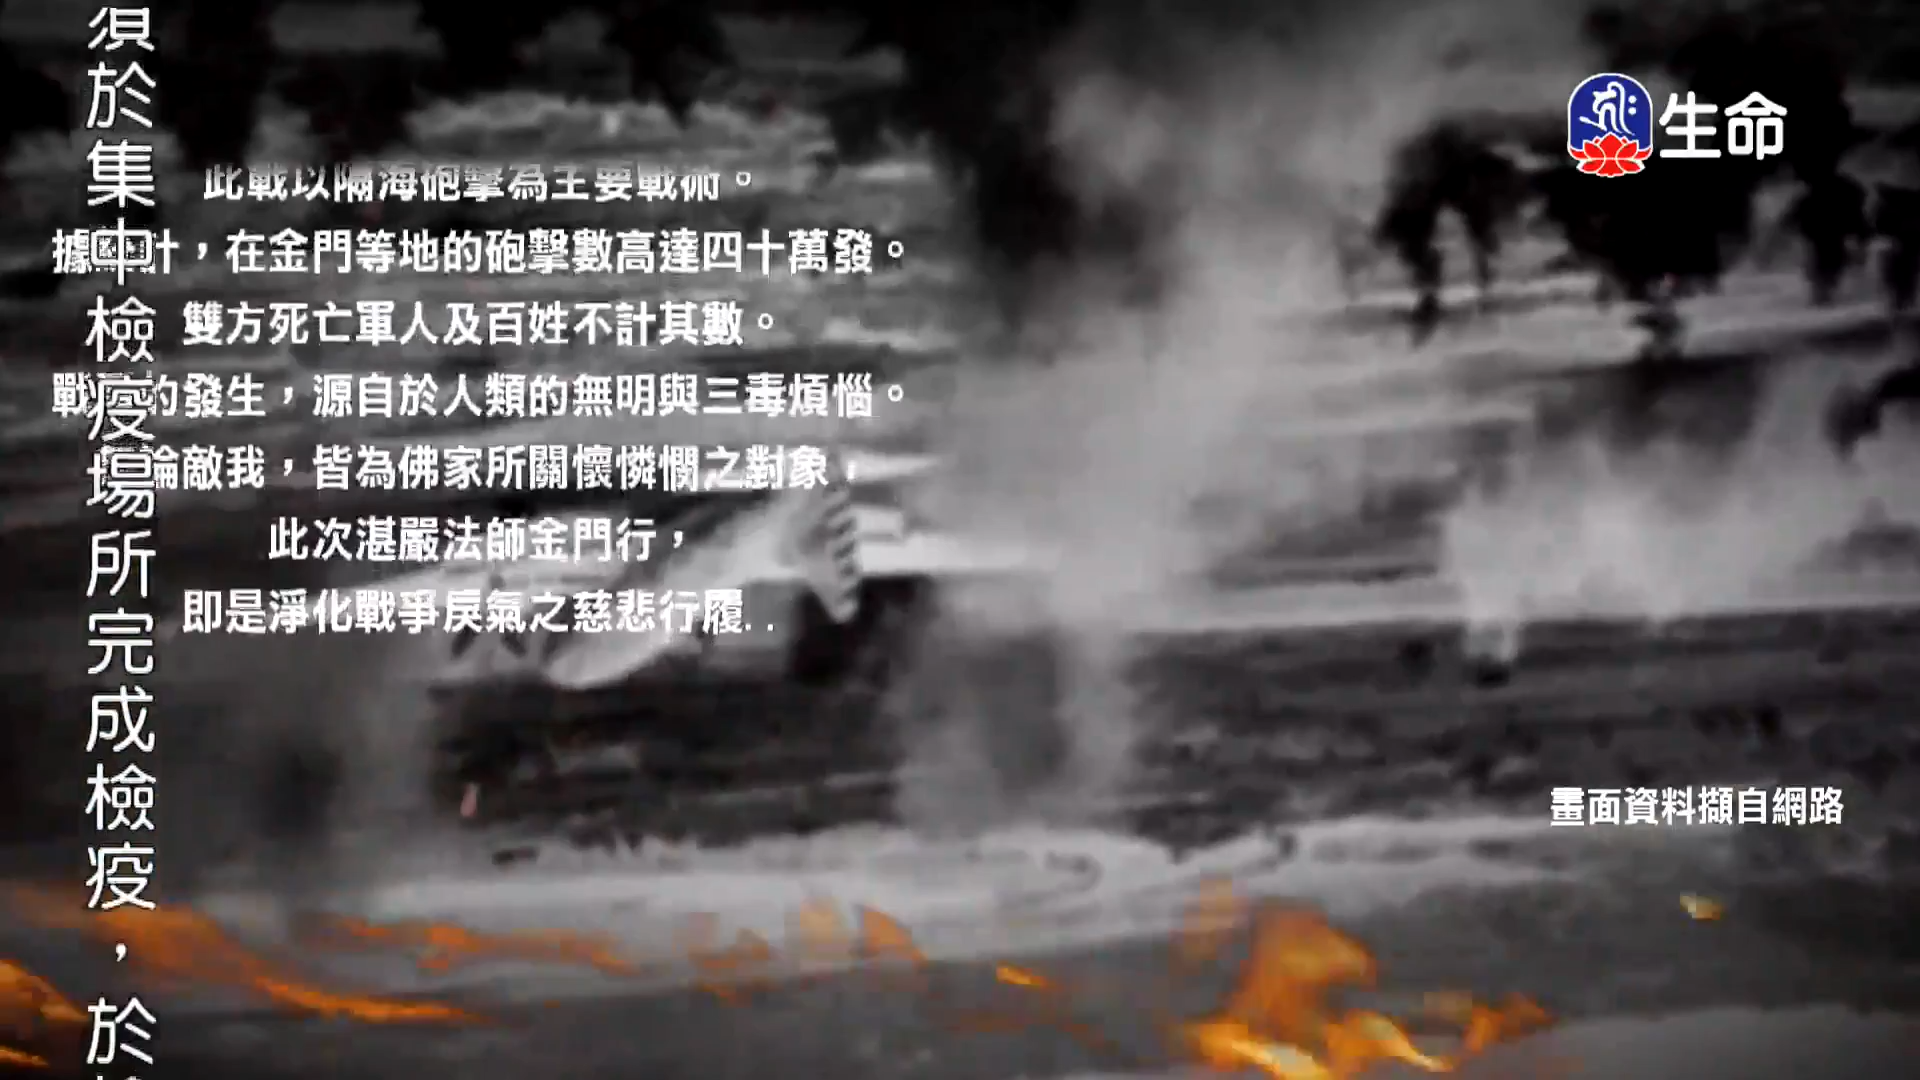 生命
此戰以隔海砲擊為主要戰術。
據 計，在金門等地的砲擊數高達四十萬發。
雙方死亡軍人及百姓不計其數。
戰 的發生，源自於人類的無明與三毒煩惱。
論敵我，皆為佛家所關懷憐憫之對象，
此次湛嚴法師金門行，
即是淨化戰爭戾氣之慈悲行履..
須於集中檢疫場所完成檢疫，於
畫面資料擷自網路